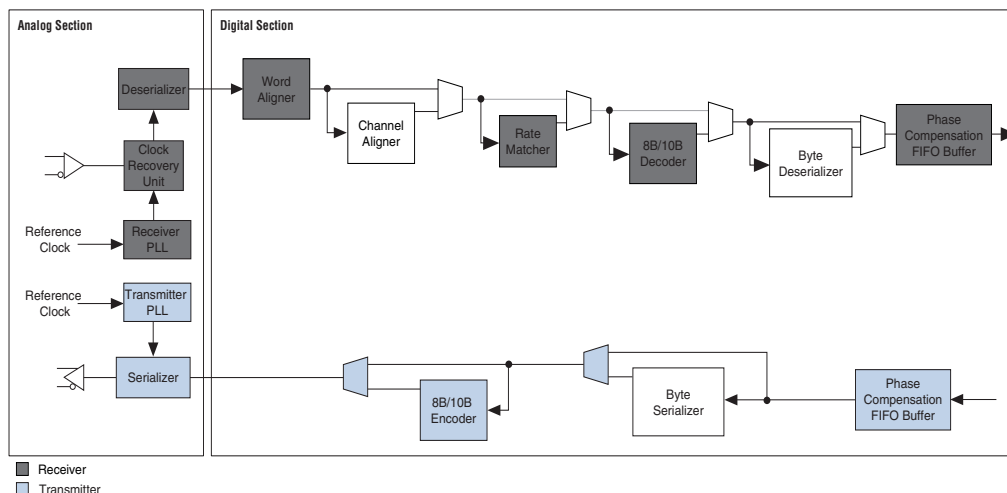 Analog Section
Digital Section
Deserializer
Word
Aligner
Channel
Aligner
Rate
Matcher
8B/10B
Decoder
Byte
Deserializer
Phase
Compensation
FIFO Buffer
Clock
Recovery
Unit
Reference
Clock
Receiver
PLL
Reference
Clock
Transmitter
PLL
Serializer
8B/10B
Encoder
Byte
Serializer
Phase
Compensation
FIFO Buffer
Receiver
Transmitter